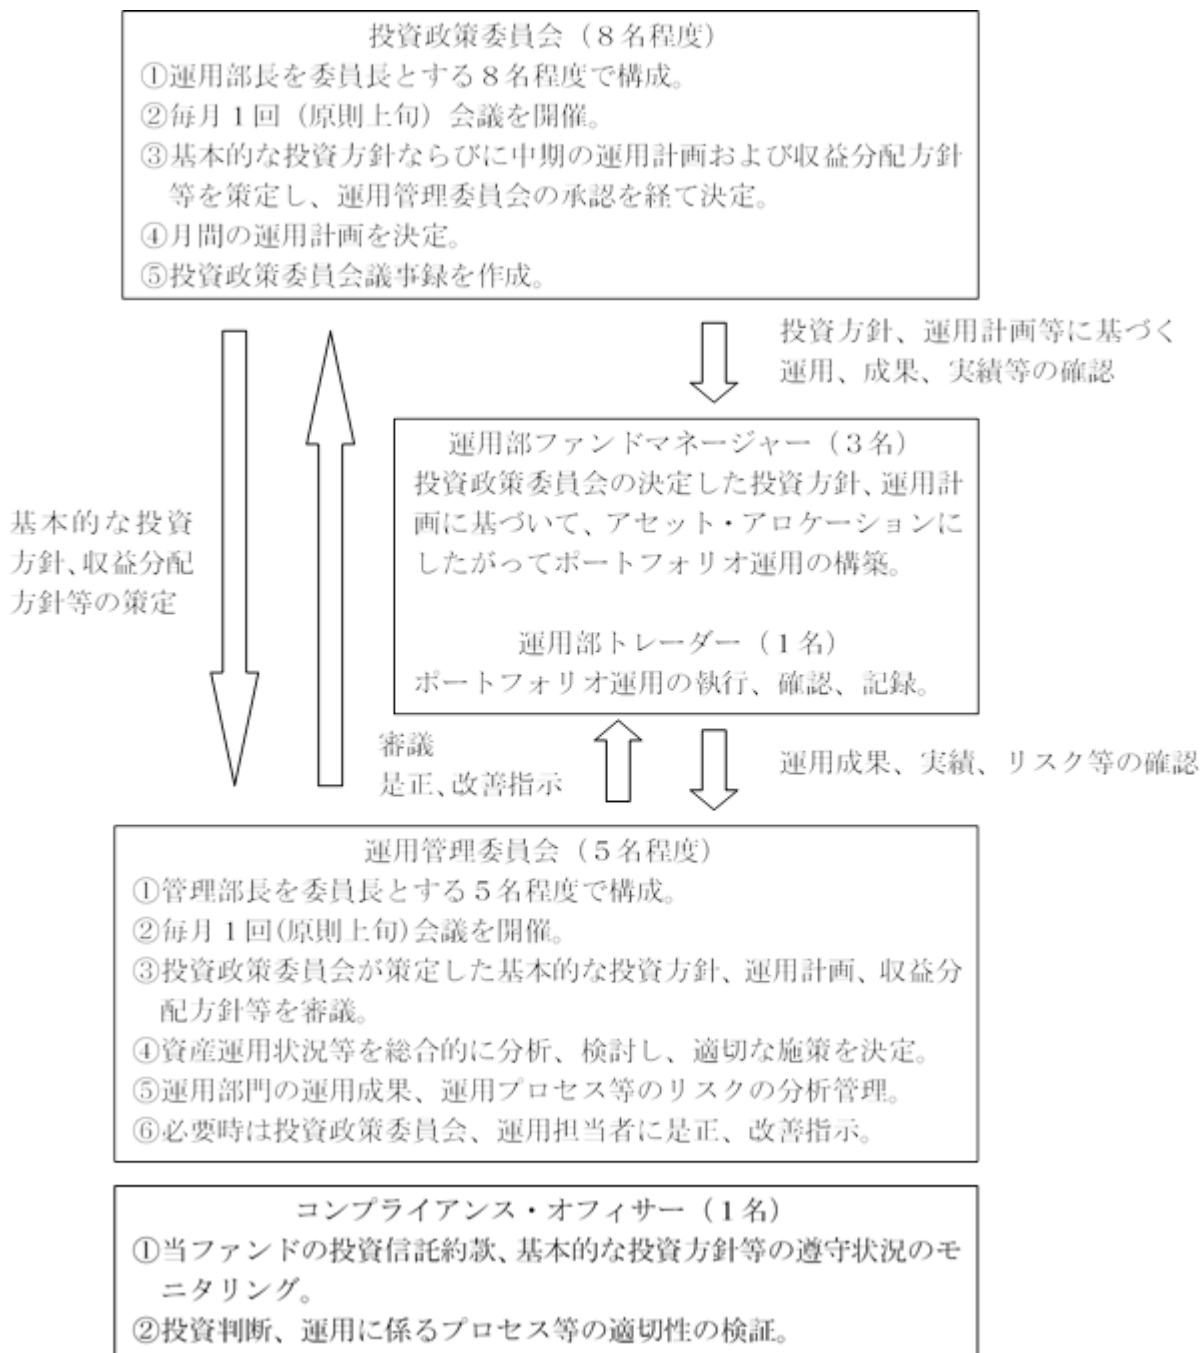 投資政策委員会（８名程度）
①運用部長を委員長とする８名程度で構成。
②毎月１回（原則上旬）会議を開催。
③基本的な投資方針ならびに中期の運用計画および収益分配方針
等を策定し、運用管理委員会の承認を経て決定。
④月間の運用計画を決定。
⑤投資政策委員会議事録を作成。
投資方針、運用計画等に基づく
運用、成果、実績等の確認
運用部ファンドマネージャー（３名）
投資政策委員会の決定した投資方針、運用計
画に基づいて、アセット・アロケーションに
したがってポートフォリオ運用の構築。
運用部トレーダー（１名）
ポートフォリオ運用の執行、確認、記録。
基本的な投資
方針、収益分配
方針等の策定
審議
是正、改善指示
運用成果、実績、リスク等の確認
運用管理委員会（５名程度）
①管理部長を委員長とする５名程度で構成。
②毎月１回(原則上旬)会議を開催。
③投資政策委員会が策定した基本的な投資方針、運用計画、収益分
配方針等を審議。
④資産運用状況等を総合的に分析、検討し、適切な施策を決定。
⑤運用部門の運用成果、運用プロセス等のリスクの分析管理。
⑥必要時は投資政策委員会、運用担当者に是正、改善指示。
コンプライアンス・オフィサー（１名）
①当ファンドの投資信託約款、基本的な投資方針等の遵守状況のモ
ニタリング。
②投資判断、運用に係るプロセス等の適切性の検証。